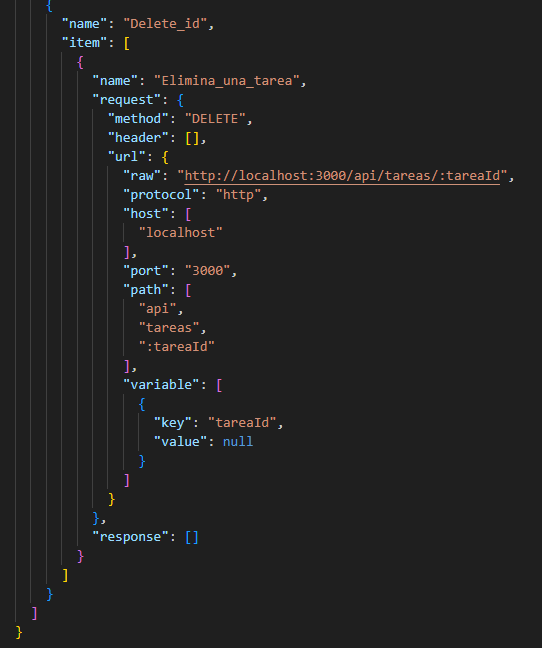 {
"name": "Delete_id",
"item": [
{
"name": "Elimina_una_tarea",
"request": {
"method": "DELETE",
"header": [],
"url": {
"raw": "http://localhost:3000/api/tareas/:tareaId",
"protocol": "http",
"host": [
"localhost"
],
"port": "3000",
"path": [
"api",
"tareas",
":tareaId"
],
"variable": [
{
"key": "tareaId",
"value": null
}
]
}
},
"response": []
}
]
}
]
}